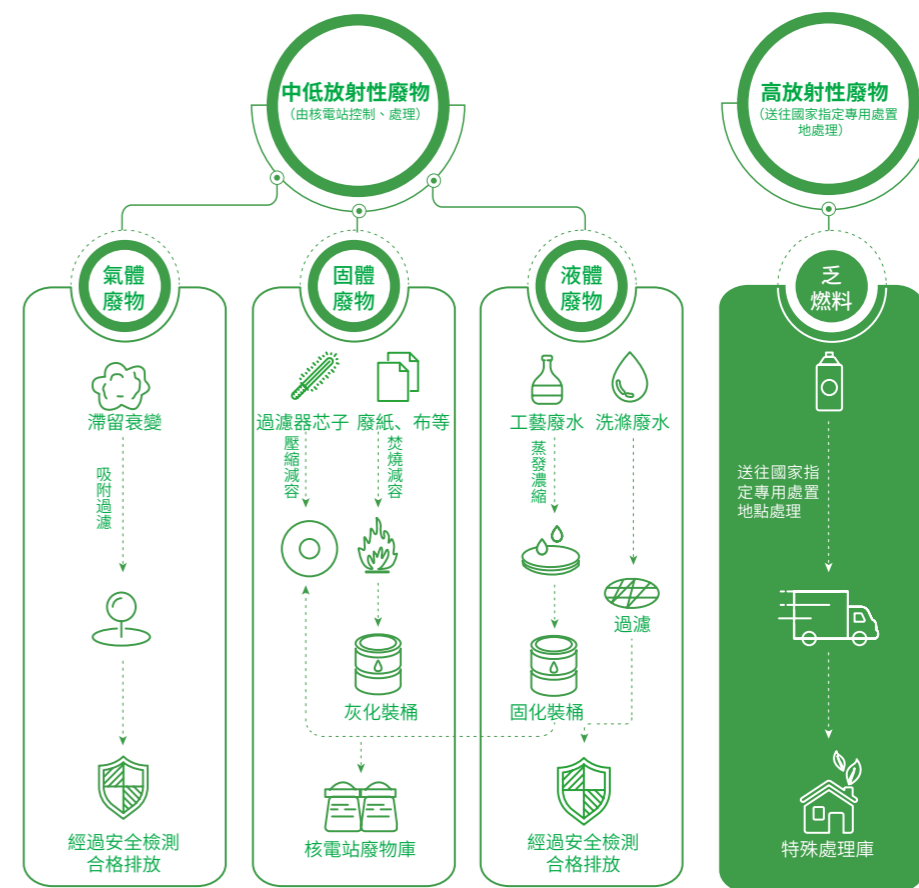 中低放射性廢物
（由核電站控制、處理）
高放射性廢物
（送往國家指定專用處置
地處理）
氣體
廢物
滯留衰變
吸附過濾
經過安全檢測
合格排放
固體
廢物
過濾器芯子
廢紙、布等
壓縮減容
焚燒減容
灰化裝桶
核電站廢物庫
液體
廢物
工藝廢水
洗滌廢水
蒸發濃縮
過濾
固化裝桶
經過安全檢測
合格排放
乏
燃料
送往國家指
定專用處置
地點處理
特殊處理庫